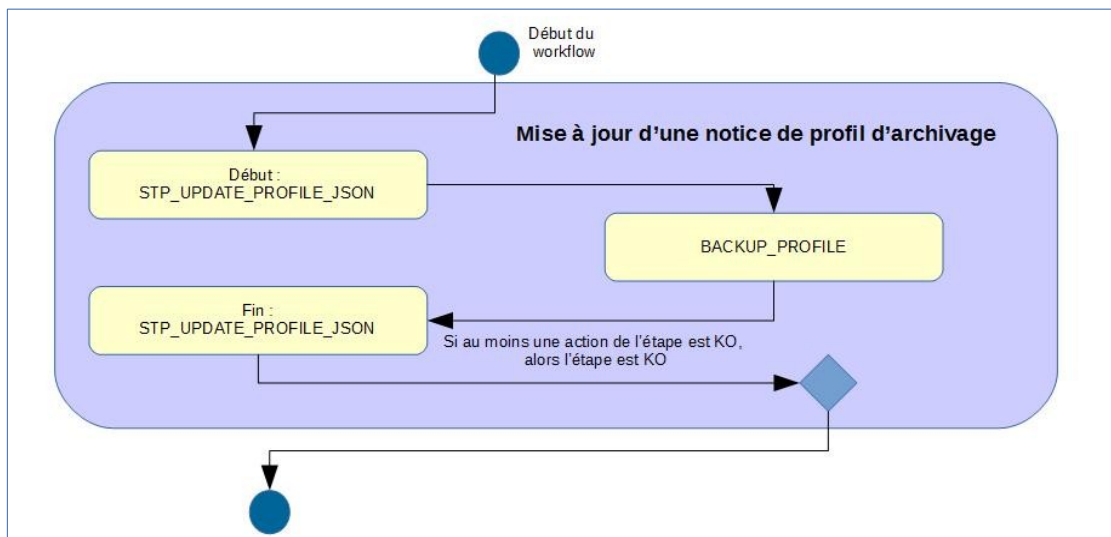 Début du
workflow
Mise à jour d’une notice de profil d’archivage
Début :
STP_UPDATE_PROFILE_JSON
BACKUP_PROFILE
Fin :
STP_UPDATE_PROFILE_JSON
Si au moins une action de l’étape est KO,
alors l’étape est KO